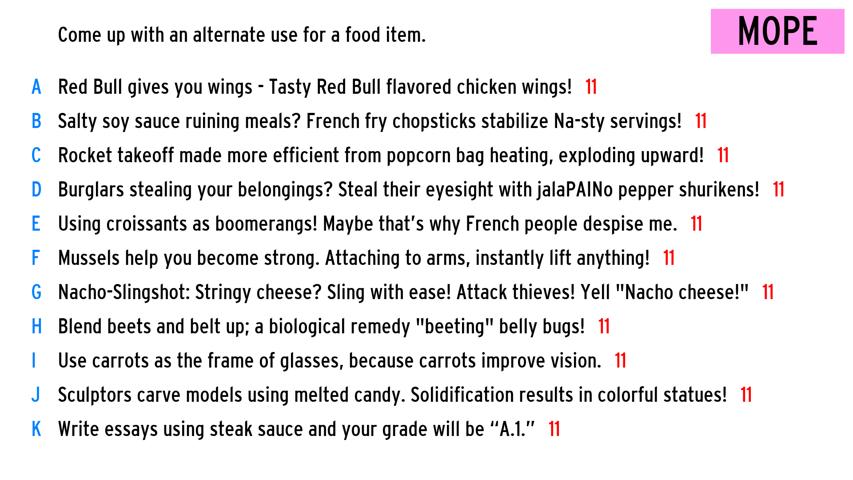 Come up with an alternate use for a food item.
MOPE
A Red Bull gives you wings - Tasty Red Bull flavored chicken wings! 11
B Salty soy sauce ruining meals? French fry chopsticks stabilize Na-sty servings! 11
C Rocket takeoff made more efficient from popcorn bag heating, exploding upward! 11
D Burglars stealing your belongings? Steal their eyesight with jalaPAINo pepper shurikens! 11
E Using croissants as boomerangs! Maybe that's why French people despise me. 11
F Mussels help you become strong. Attaching to arms, instantly lift anything! 11
G Nacho-Slingshot: Stringy cheese? Sling with ease! Attack thieves! Yell "Nacho cheese!" 11
H Blend beets and belt up; a biological remedy "beeting" belly bugs! 11
I Use carrots as the frame of glasses, because carrots improve vision. 11
J Sculptors carve models using melted candy. Solidification results in colorful statues! 11
K Write essays using steak sauce and your grade will be “A.1.” 11